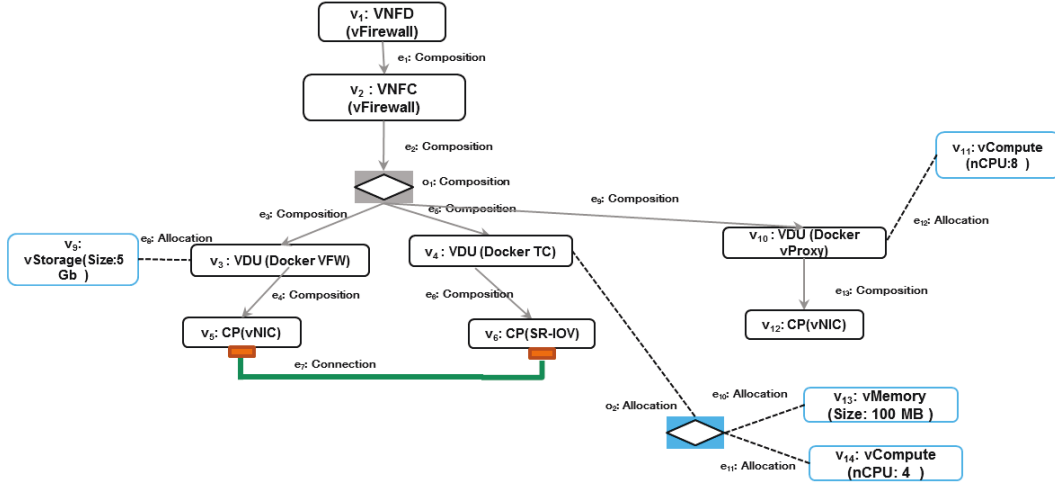 v1: VNFD
(vFirewall)
e1: Composition
v2 : VNFC
(vFirewall)
e2: Composition
o1: Composition
e3: Composition
e5: Composition
e9: Composition
v11: vCompute
(nCPU:8 )
e12: Allocation
v9:
vStorage(Size:5
Gb )
e8: Allocation
v3 : VDU (Docker VFW)
v4: VDU (Docker TC)
v10: VDU (Docker
vProxy)
e4: Composition
e6: Composition
e13: Composition
v5: CP(vNIC)
v6: CP(SR-IOV)
v12: CP(vNIC)
e7: Connection
o2: Allocation
e10: Allocation
v13: vMemory
(Size: 100 MB )
e11: Allocation
v14: vCompute
(nCPU: 4 )